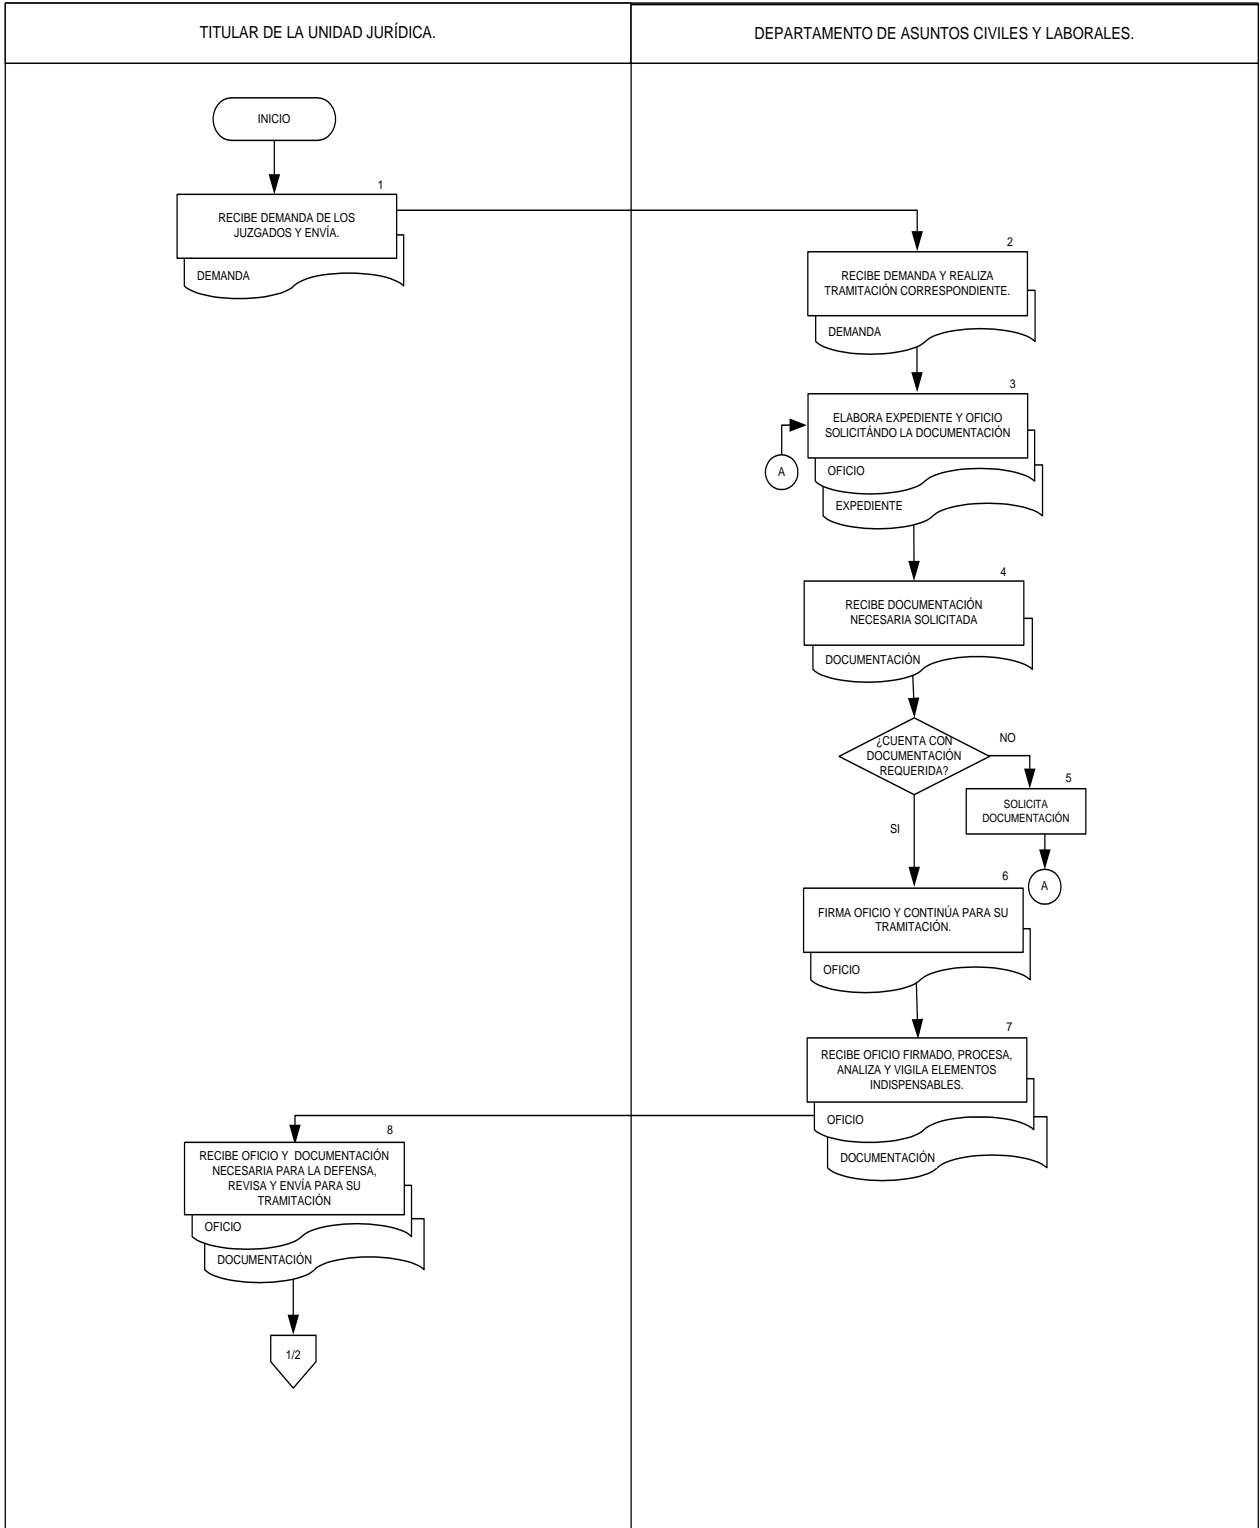 TITULAR DE LA UNIDAD JURÍDICA.
DEPARTAMENTO DE ASUNTOS CIVILES Y LABORALES.
INICIO
1
RECIBE DEMANDA DE LOS
JUZGADOS Y ENVÍA.
DEMANDA
2
RECIBE DEMANDA Y REALIZA
TRAMITACIÓN CORRESPONDIENTE.
DEMANDA
3
ELABORA EXPEDIENTE Y OFICIO
SOLICITÁNDO LA DOCUMENTACIÓN
A
OFICIO
EXPEDIENTE
4
RECIBE DOCUMENTACIÓN
NECESARIA SOLICITADA
DOCUMENTACIÓN
¿CUENTA CON
DOCUMENTACIÓN
REQUERIDA?
NO
5
SOLICITA
DOCUMENTACIÓN
SI
A
6
FIRMA OFICIO Y CONTINÚA PARA SU
TRAMITACIÓN.
OFICIO
7
RECIBE OFICIO FIRMADO, PROCESA,
ANALIZA Y VIGILA ELEMENTOS
INDISPENSABLES.
OFICIO
DOCUMENTACIÓN
8
RECIBE OFICIO Y DOCUMENTACIÓN
NECESARIA PARA LA DEFENSA,
REVISA Y ENVÍA PARA SU
TRAMITACIÓN
OFICIO
DOCUMENTACIÓN
1/2